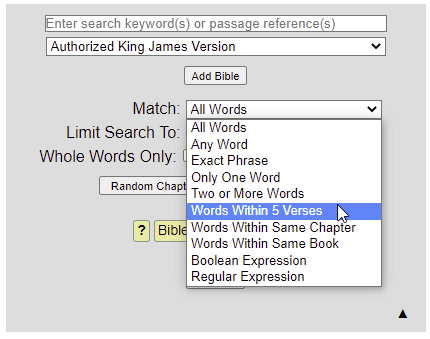 Enter search keyword(s) or passage reference(s)
Authorized King James Version
Add Bible
Match: All Words
All Words
Limit Search To:
Any Word
Exact Phrase
Whole Words Only:
Only One Word
Random Chapt
Two or More Words
Words Within 5 Verses
? Bible
Words Within Same Chapter
Words Within Same Book
Boolean Expression
Regular Expression